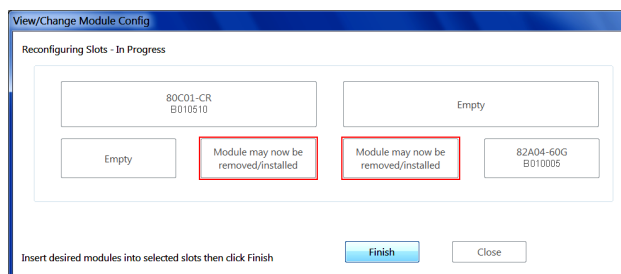 View/Change Module Config
Reconfiguring Slots - In Progress
80C01-CR
B010510
Empty
Empty
Module may now be
removed/installed
Module may now be
removed/installed
82A04-60G
B010005
Insert desired modules into selected slots then click Finish
Finish
Close